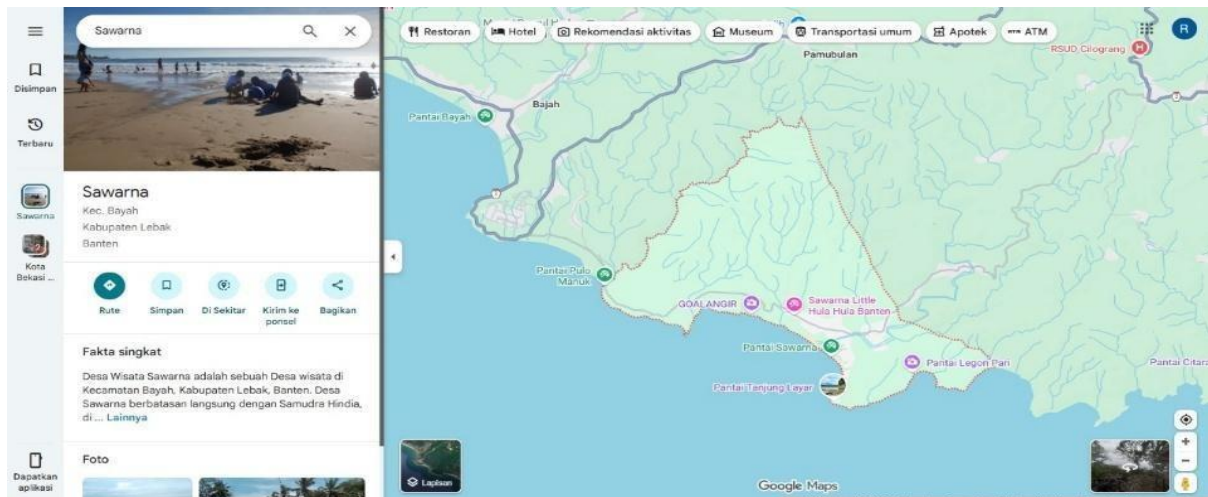 Sawarna
Disimpan
Terbaru
Sawarna
Kota
Bekasi ...
Dapatkan
aplikasi
Sawarna
Kec. Bayah
Kabupaten Lebak
Banten
Rute
Simpan
Di Sekitar
Kirim ke
ponsel
Bagikan
Fakta singkat
Desa Wisata Sawarna adalah sebuah Desa wisata di
Kecamatan Bayah, Kabupaten Lebak, Banten. Desa
Sawarna berbatasan langsung dengan Samudra Hindia,
di ... Lainnya
Foto
Restoran
Hotel
Rekomendasi aktivitas
Museum
Transportasi umum
Apotek
ATM
R
RSUD Cilograng
H
Pamubulan
Bajah
Pantai Bayah
Pantai Pulo
Manuk
GOALANGIR
Sawarna Little
Hula Hula Banten
Pantai Sawarna
Pantai Legon Pari
Pantai Citara
Pantai Tanjung Layar
Lapisan
Google Maps